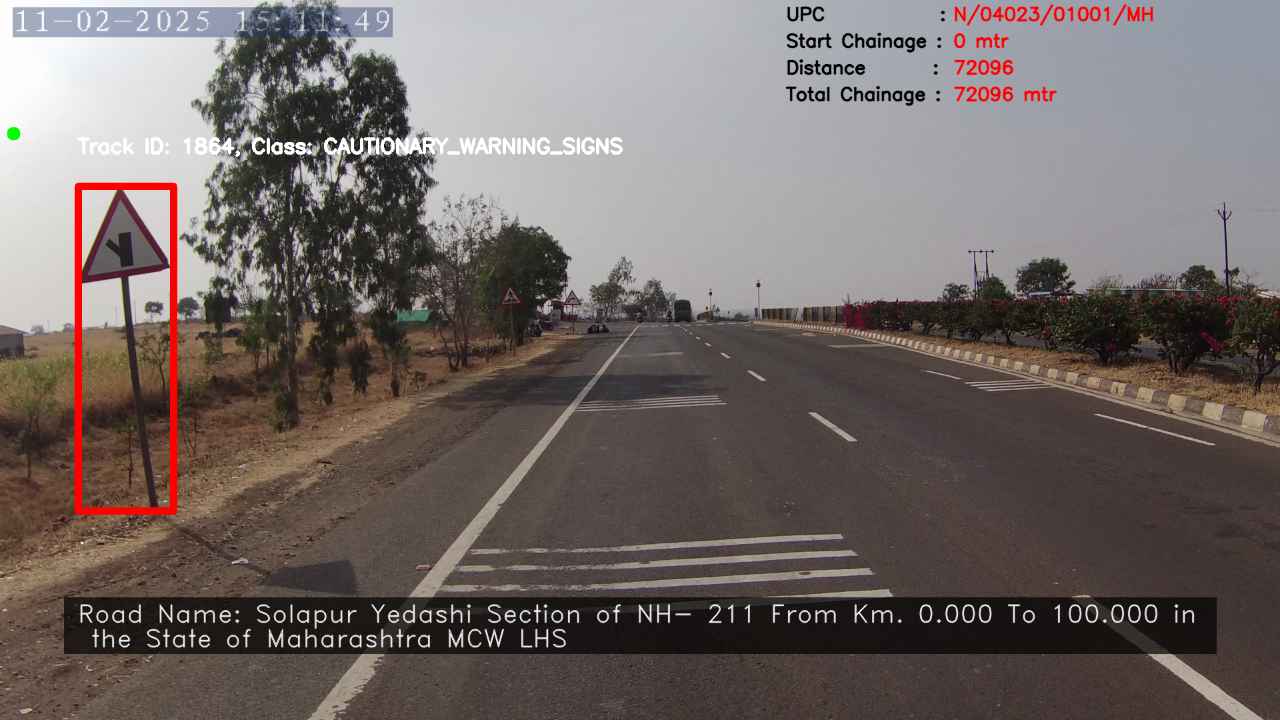 11-02-2025 15:11:49
UPC : N/04023/01001/MH
Start Chainage : 0 mtr
Distance : 72096
Total Chainage : 72096 mtr
Track ID: 1864, Class: CAUTIONARY_WARNING_SIGNS
Road Name: Solapur Yedashi Section of NH- 211 From Km. 0.000 To 100.000 in
the State of Maharashtra MCW LHS